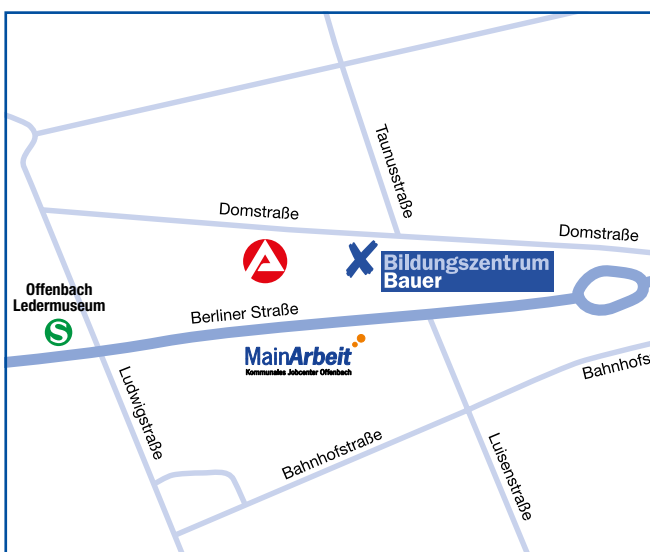 Taunusstraße
Domstraße
Domstraße
Bildungszentrum
Bauer
Offenbach
Ledermuseum
S
Berliner Straße
MainArbeit
Kommunales Jobcenter Offenbach
Ludwigstraße
Bahnhofs
Bahnhofstraße
Luisenstraße